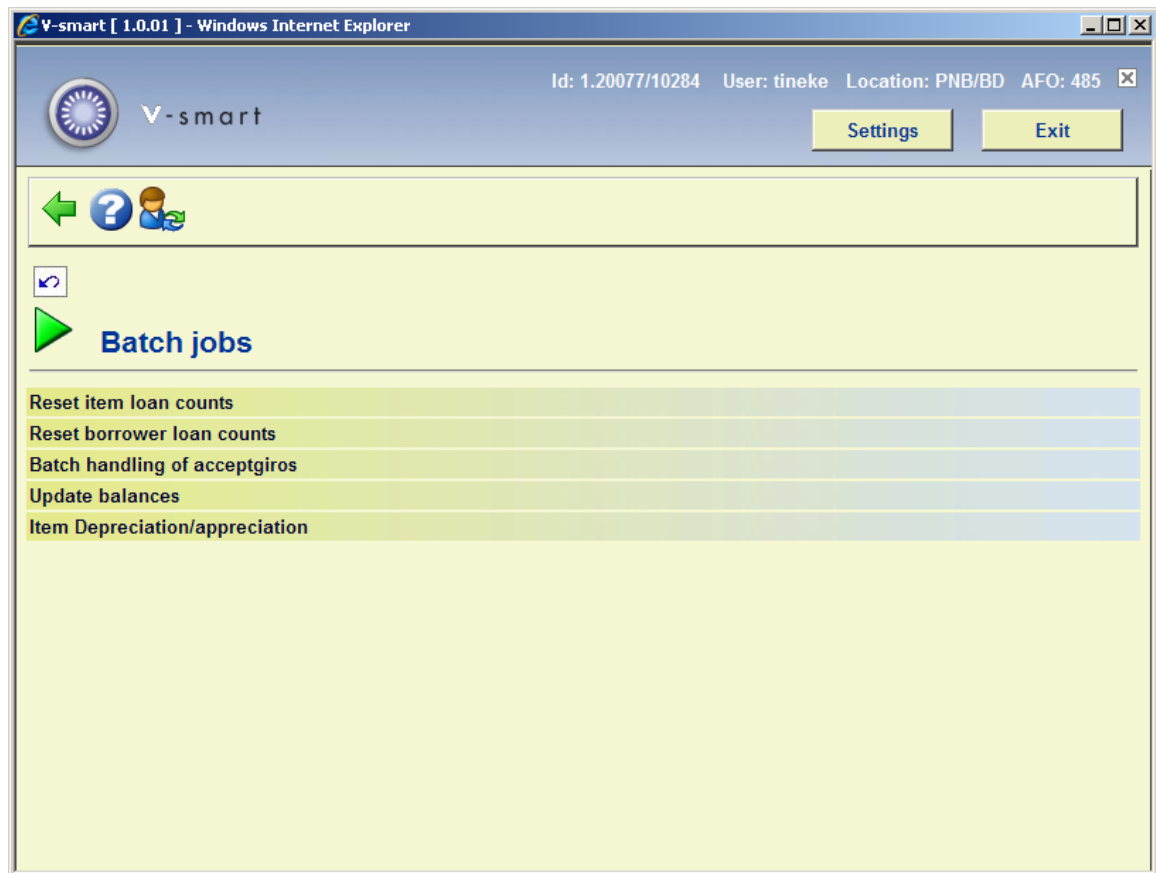 V-smart [ 1.0.01 ] - Windows Internet Explorer
Id: 1.20077/10284 User: tineke Location: PNB/BD AFO: 485
V-smart
Settings Exit
Batch jobs
Reset item loan counts
Reset borrower loan counts
Batch handling of acceptgiros
Update balances
Item Depreciation/appreciation